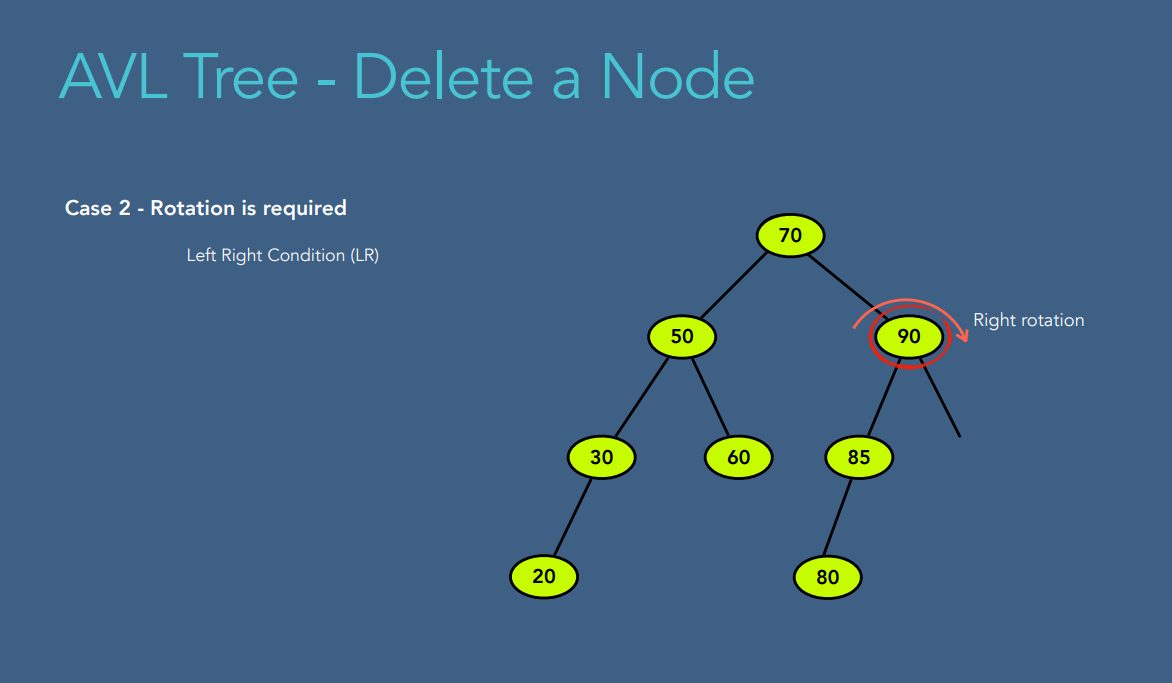 AVL Tree - Delete a Node
Case 2 - Rotation is required
Left Right Condition (LR)
70
50
90
Right rotation
30
60
85
20
80